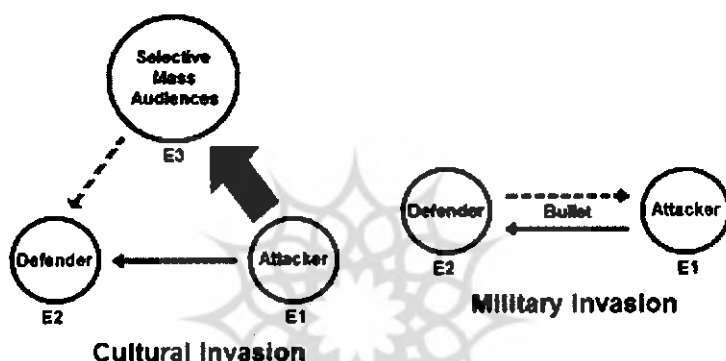 Selective
Mass
Audiences
E3
Defender
E2
Attacker
E1
Cultural Invasion
Defender
E2
Bullet
Attacker
E1
Military Invasion